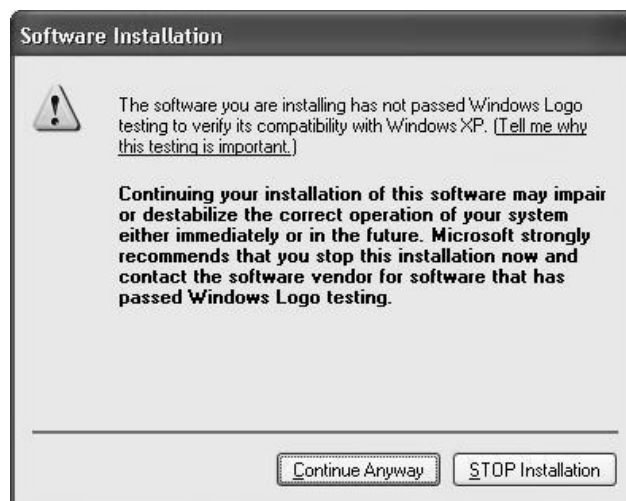 Software Installation
The software you are installing has not passed Windows Logo
testing to verify its compatibility with Windows XP. (Tell me why
this testing is important.)
Continuing your installation of this software may impair
or destabilize the correct operation of your system
either immediately or in the future. Microsoft strongly
recommends that you stop this installation now and
contact the software vendor for software that has
passed Windows Logo testing.
Continue Anyway
STOP Installation